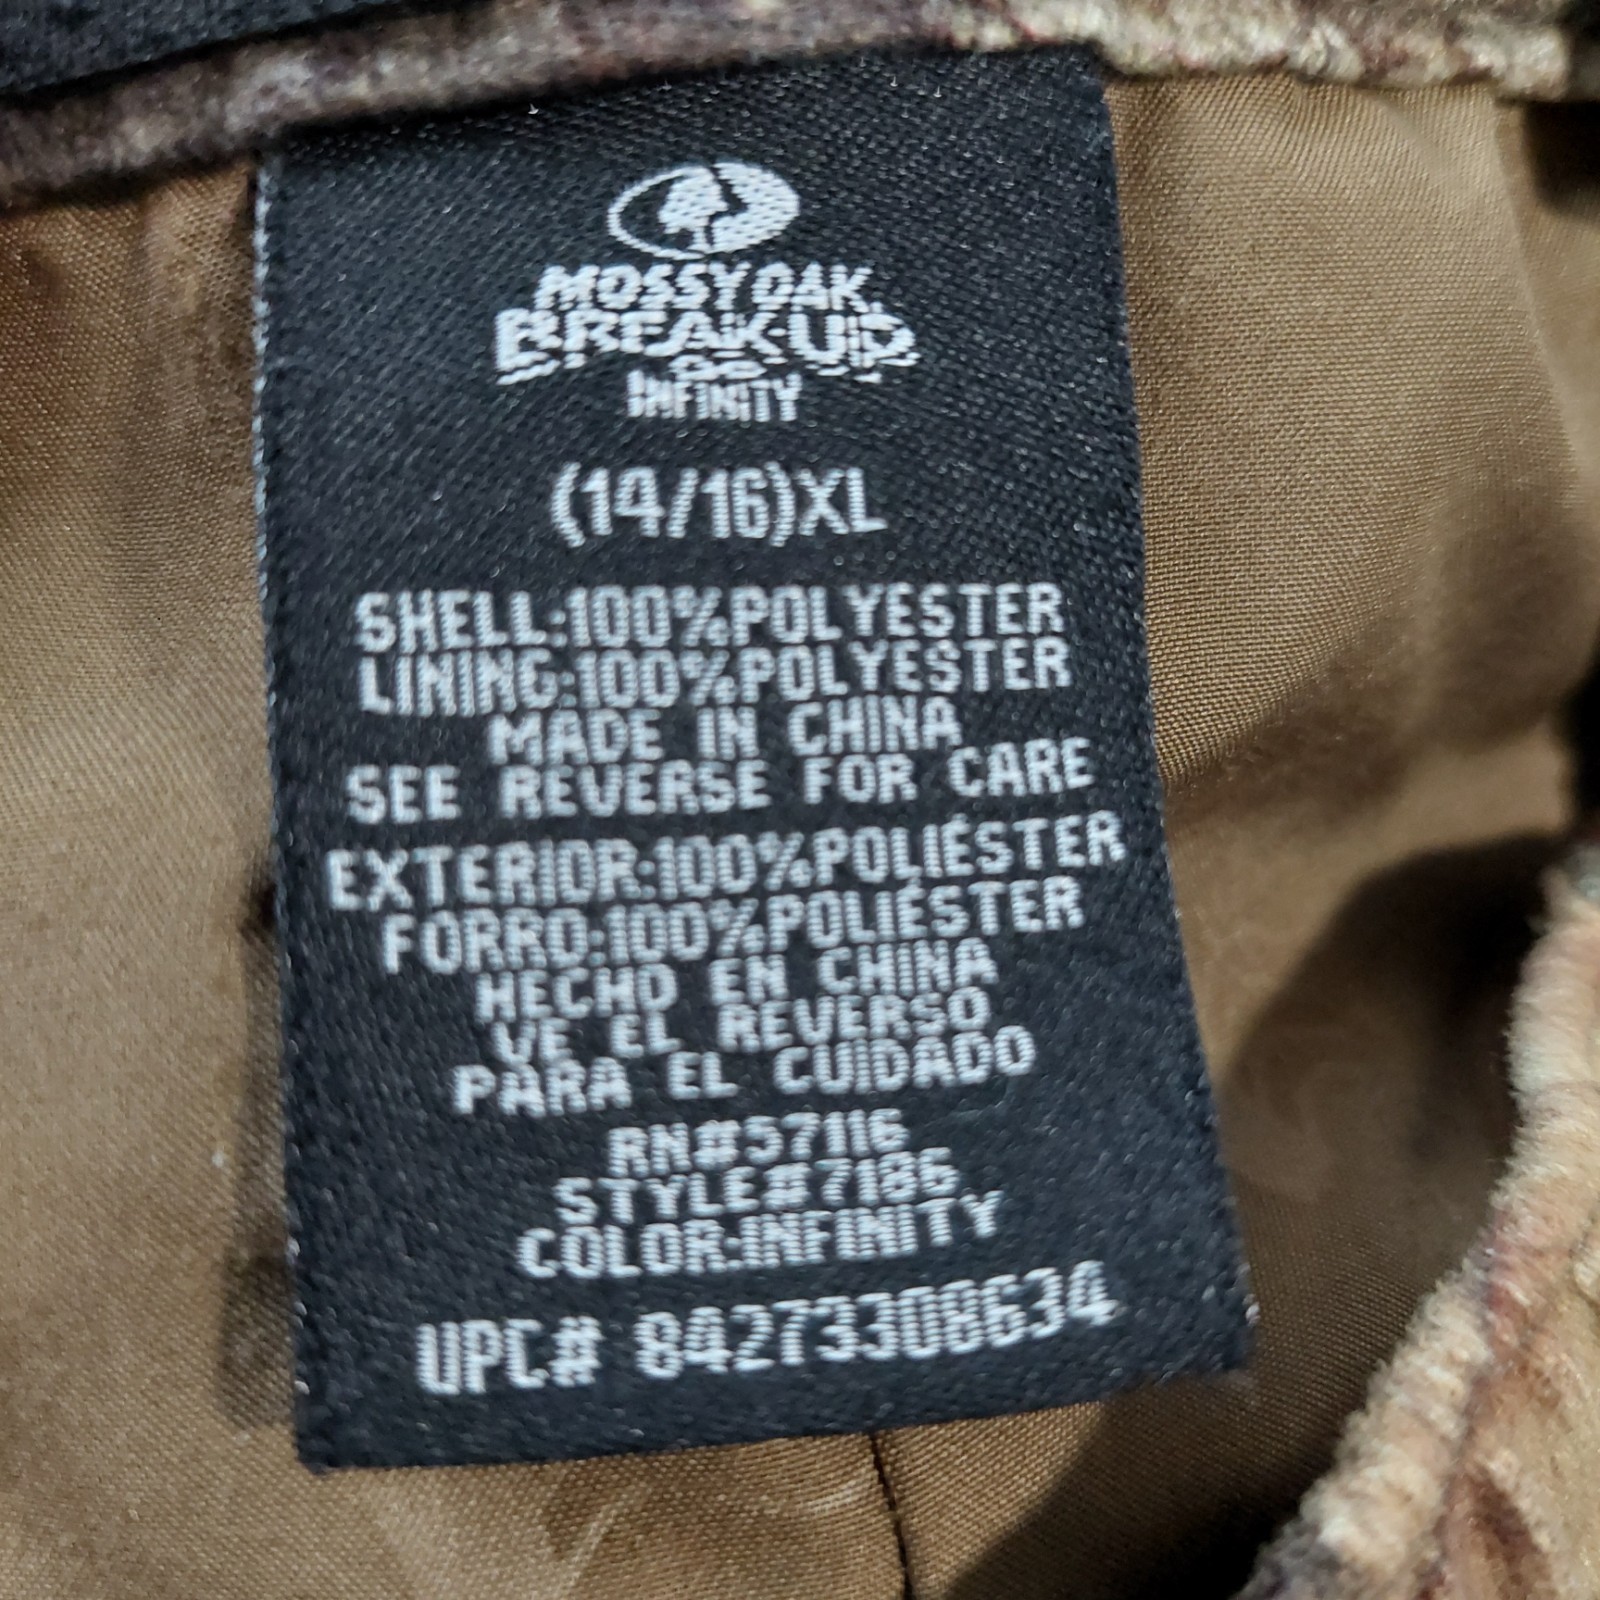 MOSSY OAK
BREAK-UP
INFINITY
(14/16)XL
SHELL:100%POLYESTER
LINING:100%POLYESTER
MADE IN CHINA
SEE REVERSE FOR CARE
EXTERIOR:100%POLIÉSTER
FORRO:100%POLIÉSTER
HECHO EN CHINA
VE EL REVERSO
PARA EL CUIDADO
RN#57116
STYLE#7186
COLOR:INFINITY
UPC# 84273308634